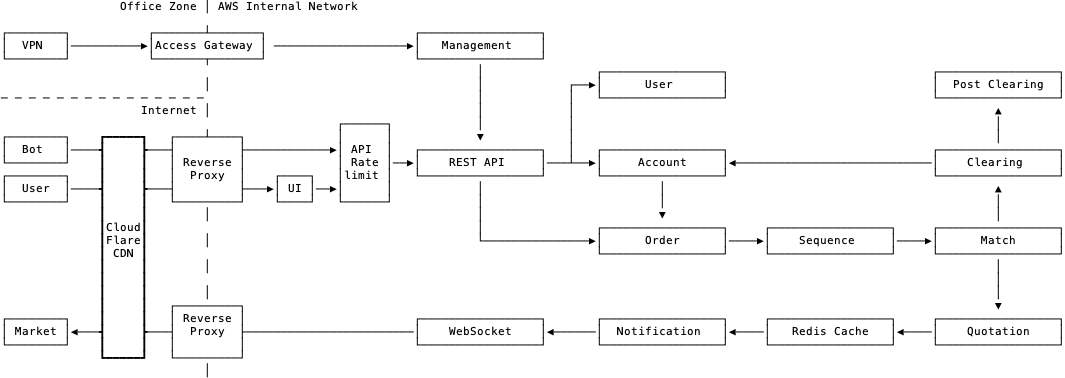 Office Zone
AWS Internal Network
VPN
Access Gateway
Management
User
Post Clearing
Internet
Bot
Reverse
Proxy
API
Rate
limit
REST API
Account
Clearing
User
UI
Cloud
Flare
CDN
Order
Sequence
Match
Market
Reverse
Proxy
WebSocket
Notification
Redis Cache
Quotation